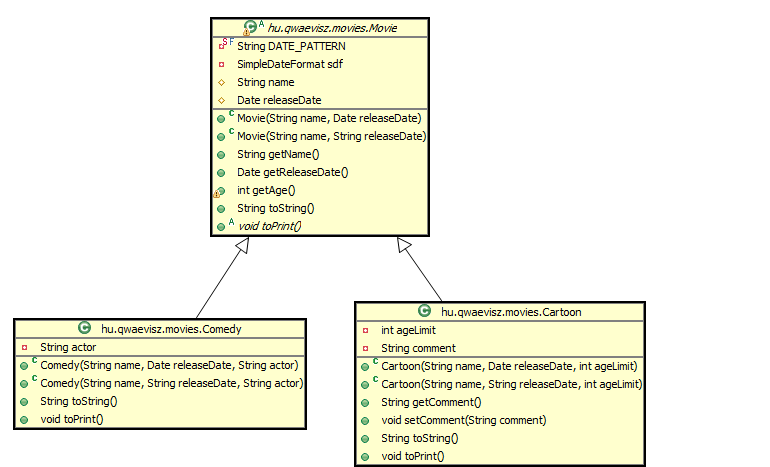 hu.qwaevisz.movies.Movie
String DATE_PATTERN
SimpleDateFormat sdf
String name
Date releaseDate
Movie(String name, Date releaseDate)
Movie(String name, String releaseDate)
String getName()
Date getReleaseDate()
int getAge()
String toString()
void toPrint()
hu.qwaevisz.movies.Comedy
String actor
Comedy(String name, Date releaseDate, String actor)
Comedy(String name, String releaseDate, String actor)
String toString()
void toPrint()
hu.qwaevisz.movies.Cartoon
int ageLimit
String comment
Cartoon(String name, Date releaseDate, int ageLimit)
Cartoon(String name, String releaseDate, int ageLimit)
String getComment()
void setComment(String comment)
String toString()
void toPrint()